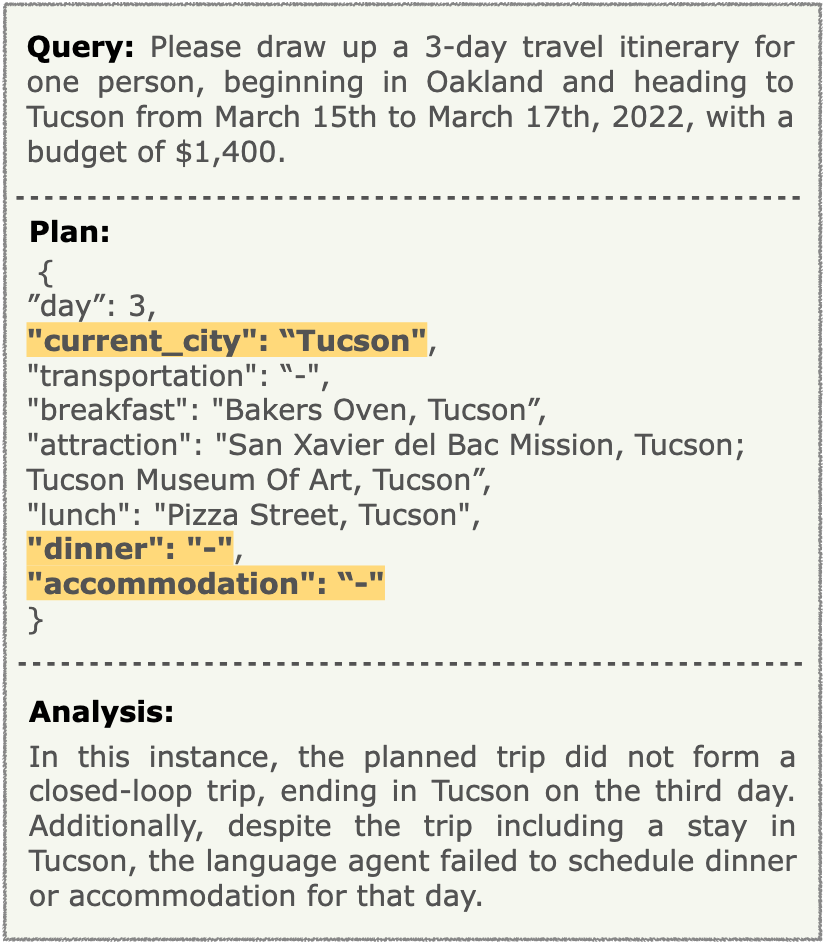 Query: Please draw up a 3-day travel itinerary for
one person, beginning in Oakland and heading to
Tucson from March 15th to March 17th, 2022, with a
budget of $1,400.
Plan:
{
”day”: 3,
"current_city": “Tucson",
"transportation": “-",
"breakfast": "Bakers Oven, Tucson”,
"attraction": "San Xavier del Bac Mission, Tucson;
Tucson Museum Of Art, Tucson”,
"lunch": "Pizza Street, Tucson",
"dinner": "-",
"accommodation": “-"
}
Analysis:
In this instance, the planned trip did not form a
closed-loop trip, ending in Tucson on the third day.
Additionally, despite the trip including a stay in
Tucson, the language agent failed to schedule dinner
or accommodation for that day.